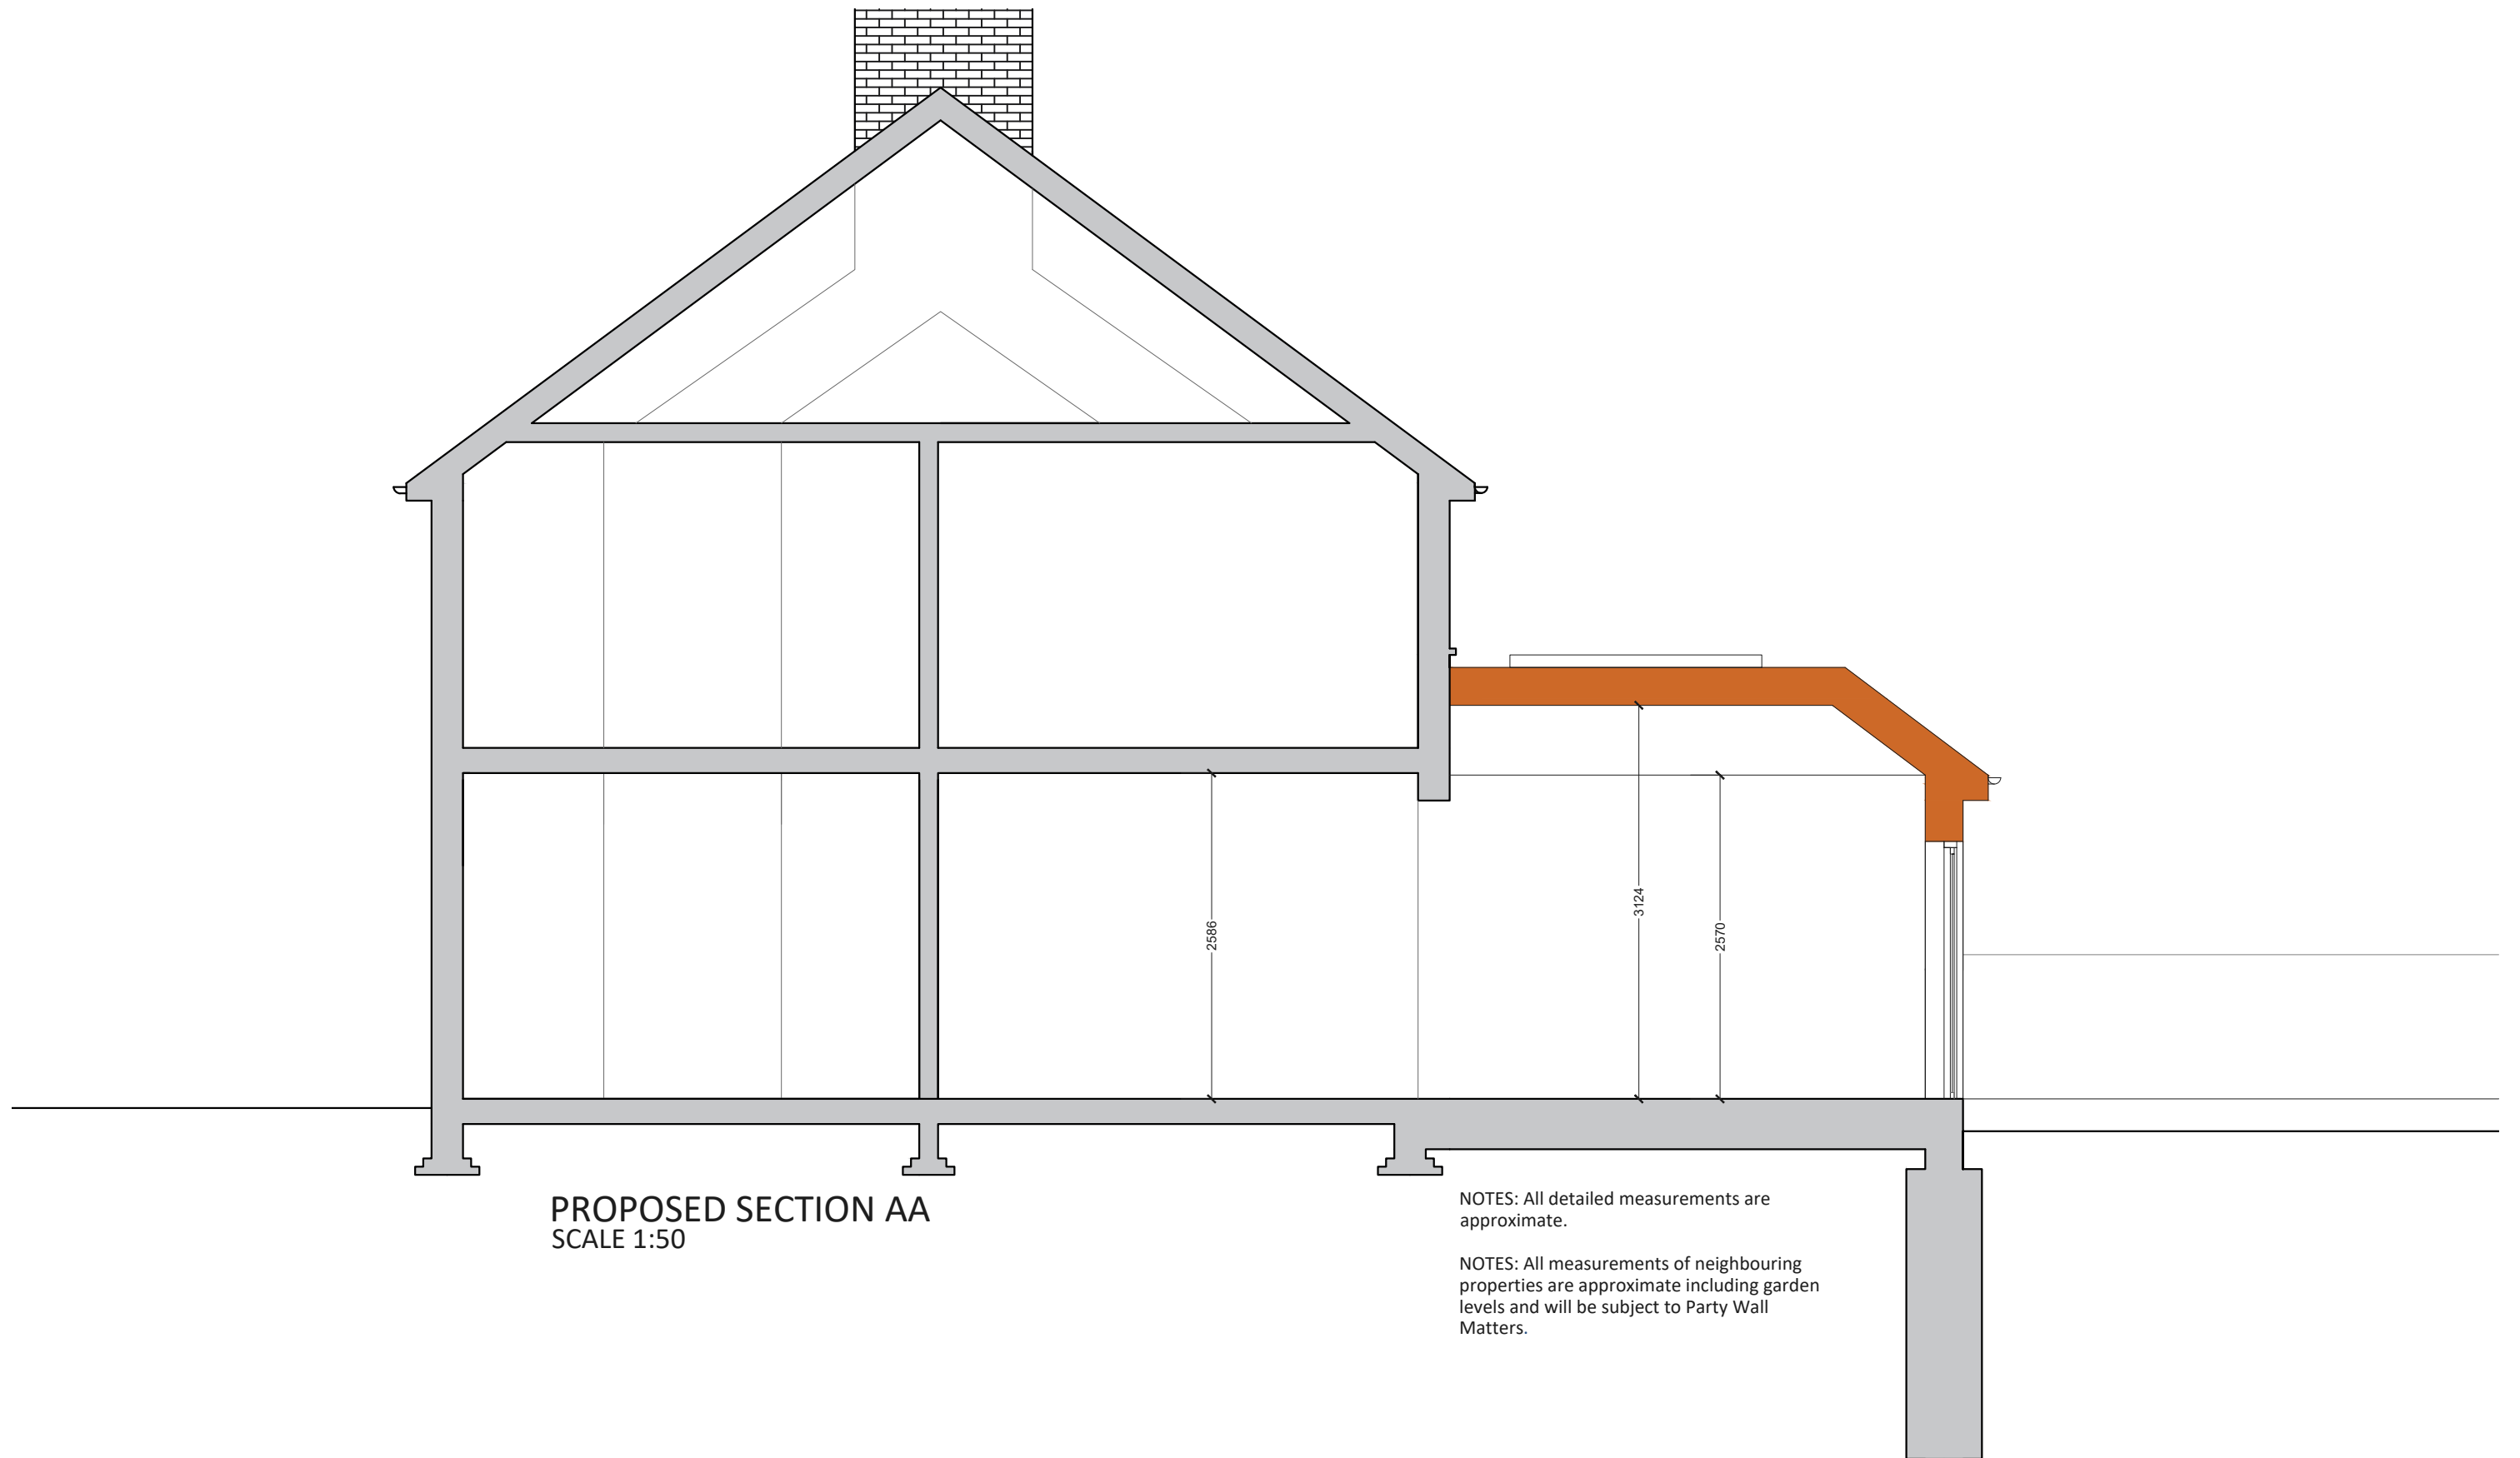 2586
3124
2570
PROPOSED SECTION AA
SCALE 1:50
NOTES: All detailed measurements are
approximate.
NOTES: All measurements of neighbouring
properties are approximate including garden
levels and will be subject to Party Wall
Matters.